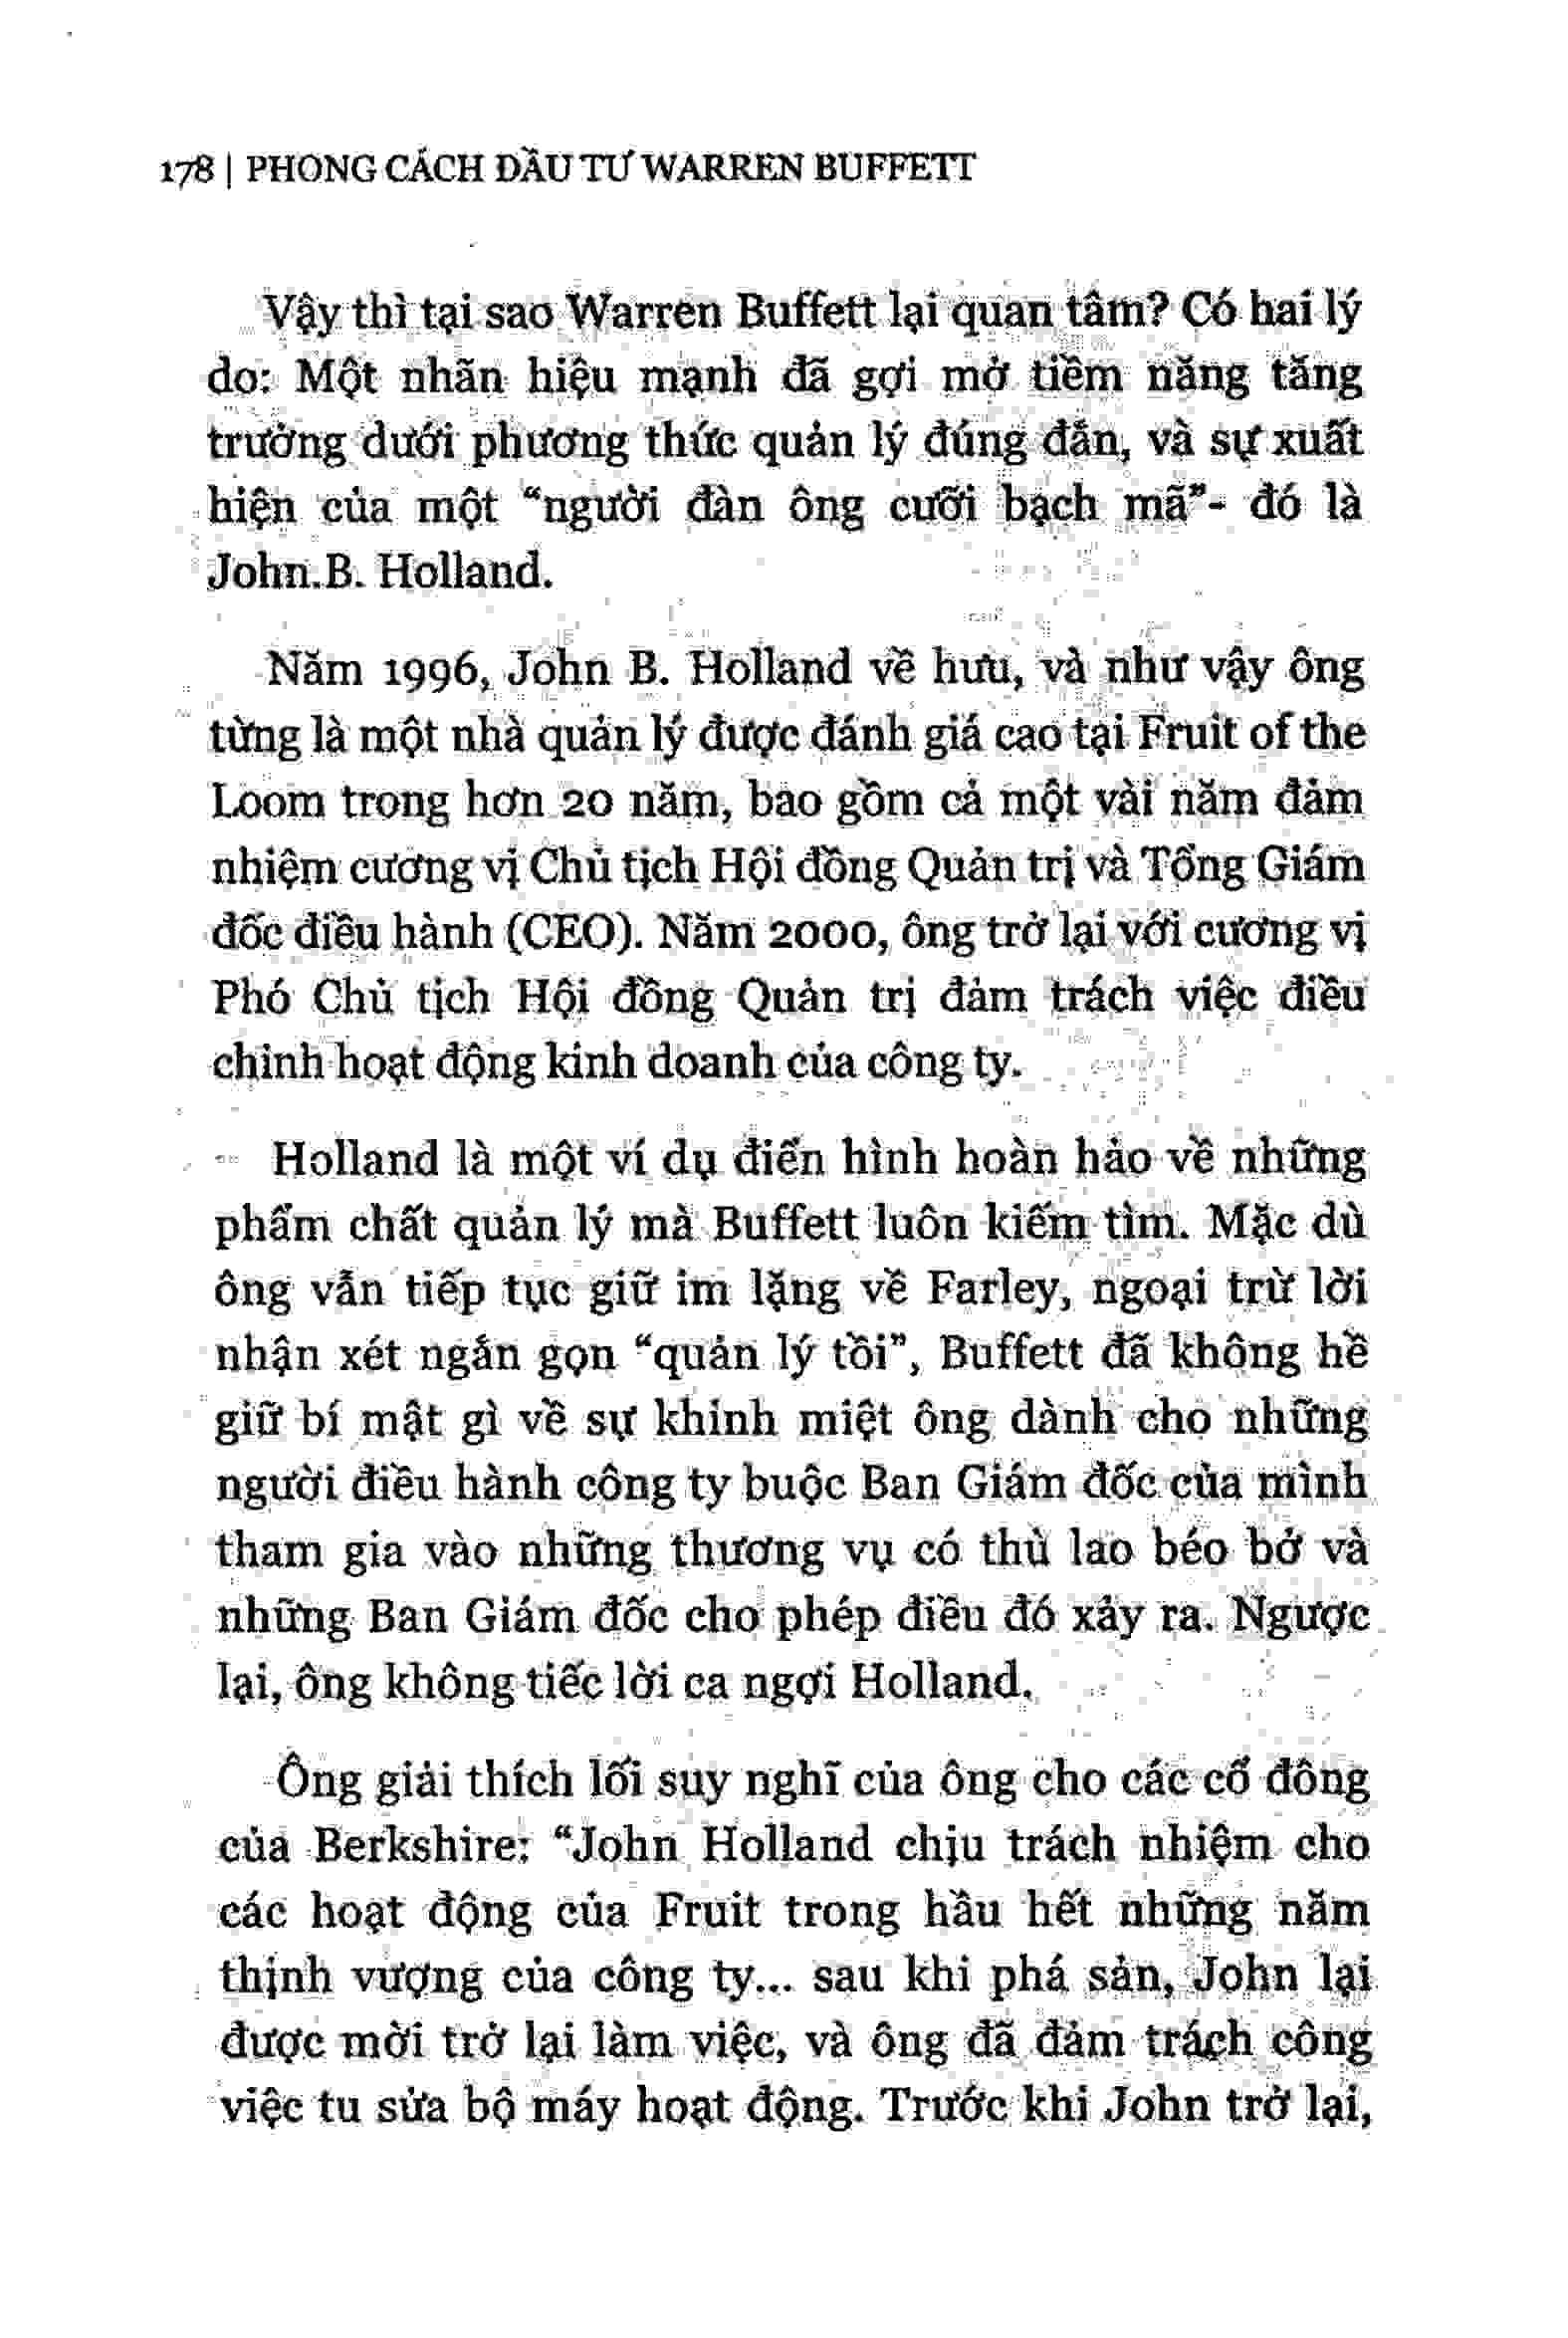 178 | PHONG CÁCH ĐẦU TƯ WARREN BUFFETT
Vậy thì tại sao Warren Buffett lại quan tâm? Có hai lý
do: Một nhãn hiệu mạnh đã gợi mở tiềm năng tăng
trưởng dưới phương thức quản lý đúng đắn, và sự xuất
hiện của một “người đàn ông cưỡi bạch mã”- đó là
John.B. Holland.
Năm 1996, John B. Holland về hưu, và như vậy ông
từng là một nhà quản lý được đánh giá cao tại Fruit of the
Loom trong hơn 20 năm, bao gồm cả một vài năm đảm
nhiệm cương vị Chủ tịch Hội đồng Quản trị và Tổng Giám
đốc điều hành (CEO). Năm 2000, ông trở lại với cương vị
Phó Chủ tịch Hội đồng Quản trị đảm trách việc điều
chỉnh hoạt động kinh doanh của công ty.
Holland là một ví dụ điển hình hoàn hảo về những
phẩm chất quản lý mà Buffett luôn kiếm tìm. Mặc dù
ông vẫn tiếp tục giữ im lặng về Farley, ngoại trừ lời
nhận xét ngắn gọn “quản lý tồi”, Buffett đã không hề
giữ bí mật gì về sự khinh miệt ông dành cho những
người điều hành công ty buộc Ban Giám đốc của mình
tham gia vào những thương vụ có thù lao béo bở và
những Ban Giám đốc cho phép điều đó xảy ra. Ngược
lại, ông không tiếc lời ca ngợi Holland.
Ông giải thích lối suy nghĩ của ông cho các cổ đông
của Berkshire: “John Holland chịu trách nhiệm cho
các hoạt động của Fruit trong hầu hết những năm
thịnh vượng của công ty... sau khi phá sản, John lại
được mời trở lại làm việc, và ông đã đảm trách công
việc tu sửa bộ máy hoạt động. Trước khi John trở lại,